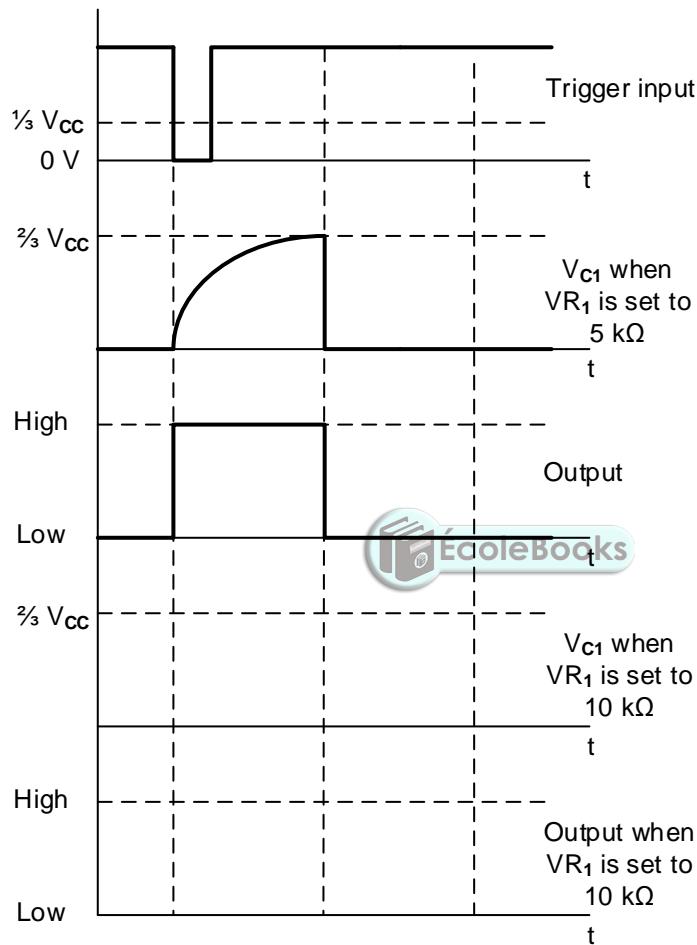 Trigger input
⅓ VCC
0 V
t
⅔ VCC
VC1 when
VR1 is set to
5 kΩ
t
High
Output
Low
ÉcoleBooks
t
⅔ VCC
VC1 when
VR1 is set to
10 kΩ
t
High
Output when
VR1 is set to
10 kΩ
Low
t